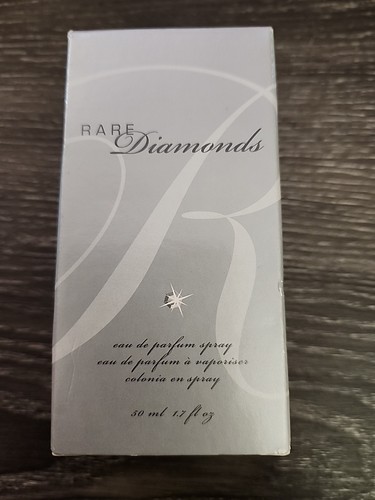 RARE
Diamonds
eau de parfum spray
eau de parfum à vaporiser
colonia en spray
50 ml 1.7 fl oz